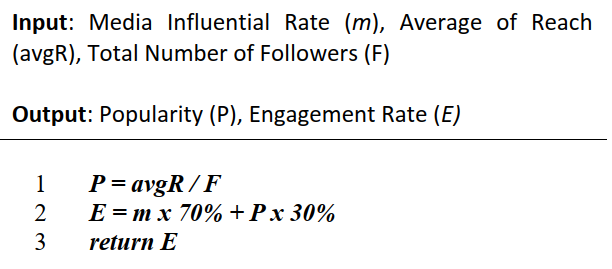 Input: Media Influential Rate (m), Average of Reach
(avgR), Total Number of Followers (F)
Output: Popularity (P), Engagement Rate (E)
1 P = avgR / F
2 E = m x 70% + P x 30%
3 return E